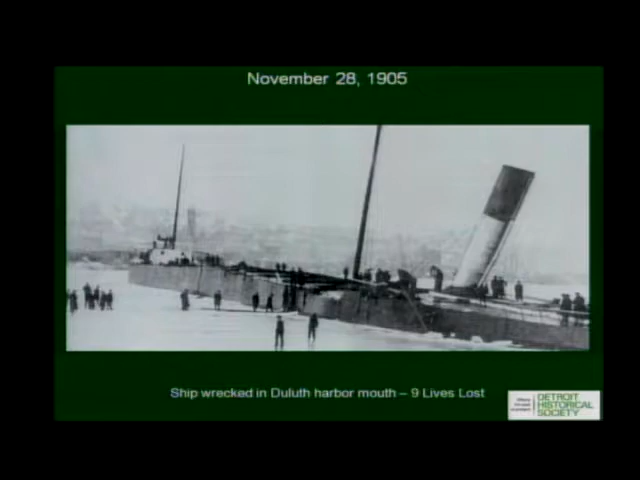 November 28, 1905
Ship wrecked in Duluth harbor mouth – 9 Lives Lost
DETROIT
HISTORICAL
SOCIETY